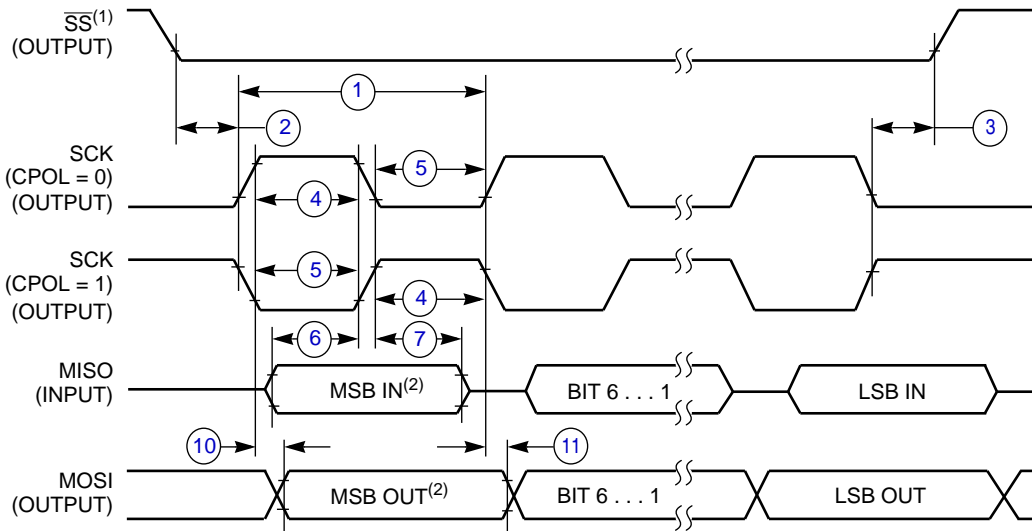 SS(1)
(OUTPUT)
1
2
3
SCK
(CPOL = 0)
(OUTPUT)
5
4
SCK
(CPOL = 1)
(OUTPUT)
5
4
6
7
MISO
(INPUT)
MSB IN(2)
BIT 6 . . . 1
LSB IN
10
11
MOSI
(OUTPUT)
MSB OUT(2)
BIT 6 . . . 1
LSB OUT